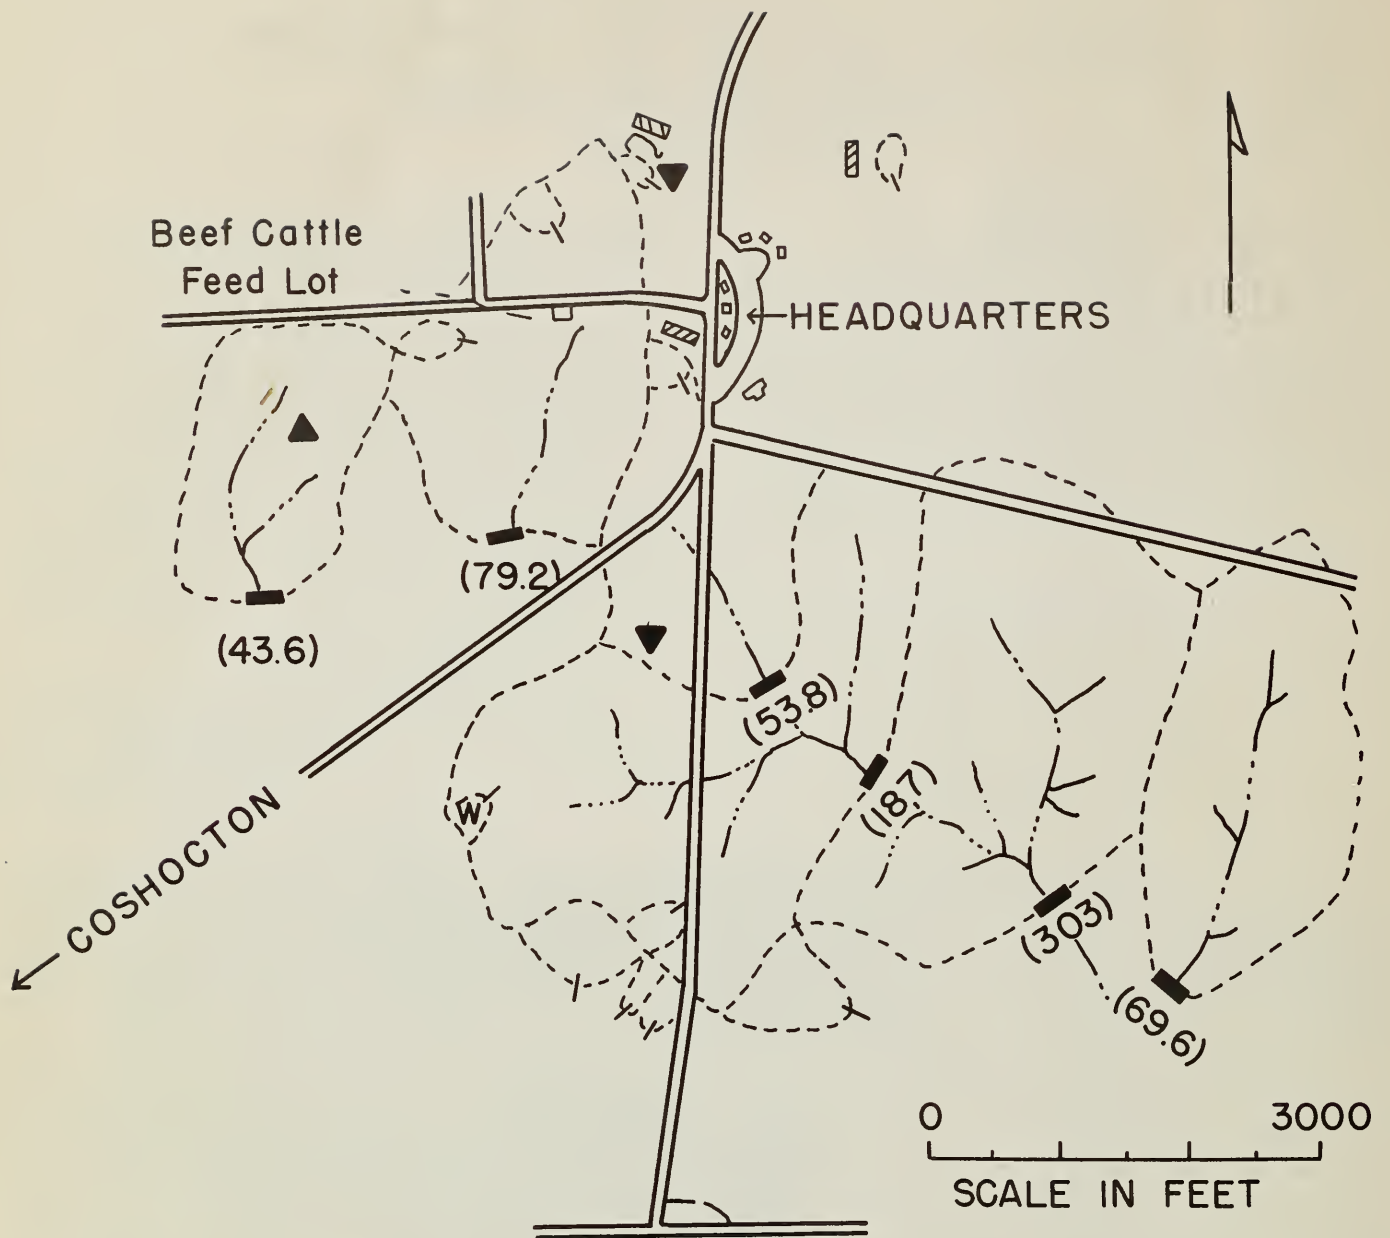 Beef Cattle
Feed Lot
HEADQUARTERS
(79.2)
(43.6)
(53.8)
(187)
W
COSHOCTON
(303)
(69.6)
0 3000
SCALE IN FEET